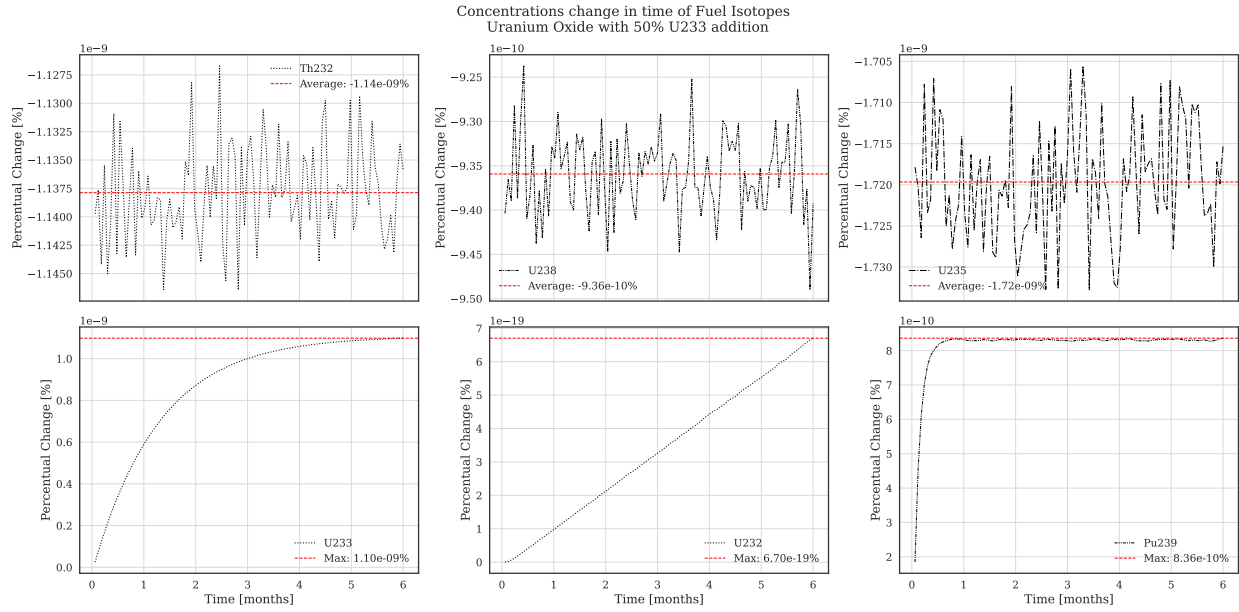 Concentrations change in time of Fuel Isotopes
Uranium Oxide with 50% U233 addition
1e−9
Percentual Change [%]
−1.1275
−1.1300
−1.1325
−1.1350
−1.1375
−1.1400
−1.1425
−1.1450
Th232
Average: -1.14e-09%
1e−10
Percentual Change [%]
−9.25
−9.30
−9.35
−9.40
−9.45
−9.50
U238
Average: -9.36e-10%
1e−9
Percentual Change [%]
−1.705
−1.710
−1.715
−1.720
−1.725
−1.730
U235
Average: -1.72e-09%
1e−9
Percentual Change [%]
1.0
0.8
0.6
0.4
0.2
0.0
U233
Max: 1.10e-09%
0 1 2 3 4 5 6
Time [months]
1e−19
Percentual Change [%]
7
6
5
4
3
2
1
0
U232
Max: 6.70e-19%
0 1 2 3 4 5 6
Time [months]
1e−10
Percentual Change [%]
8
7
6
5
4
3
2
Pu239
Max: 8.36e-10%
0 1 2 3 4 5 6
Time [months]